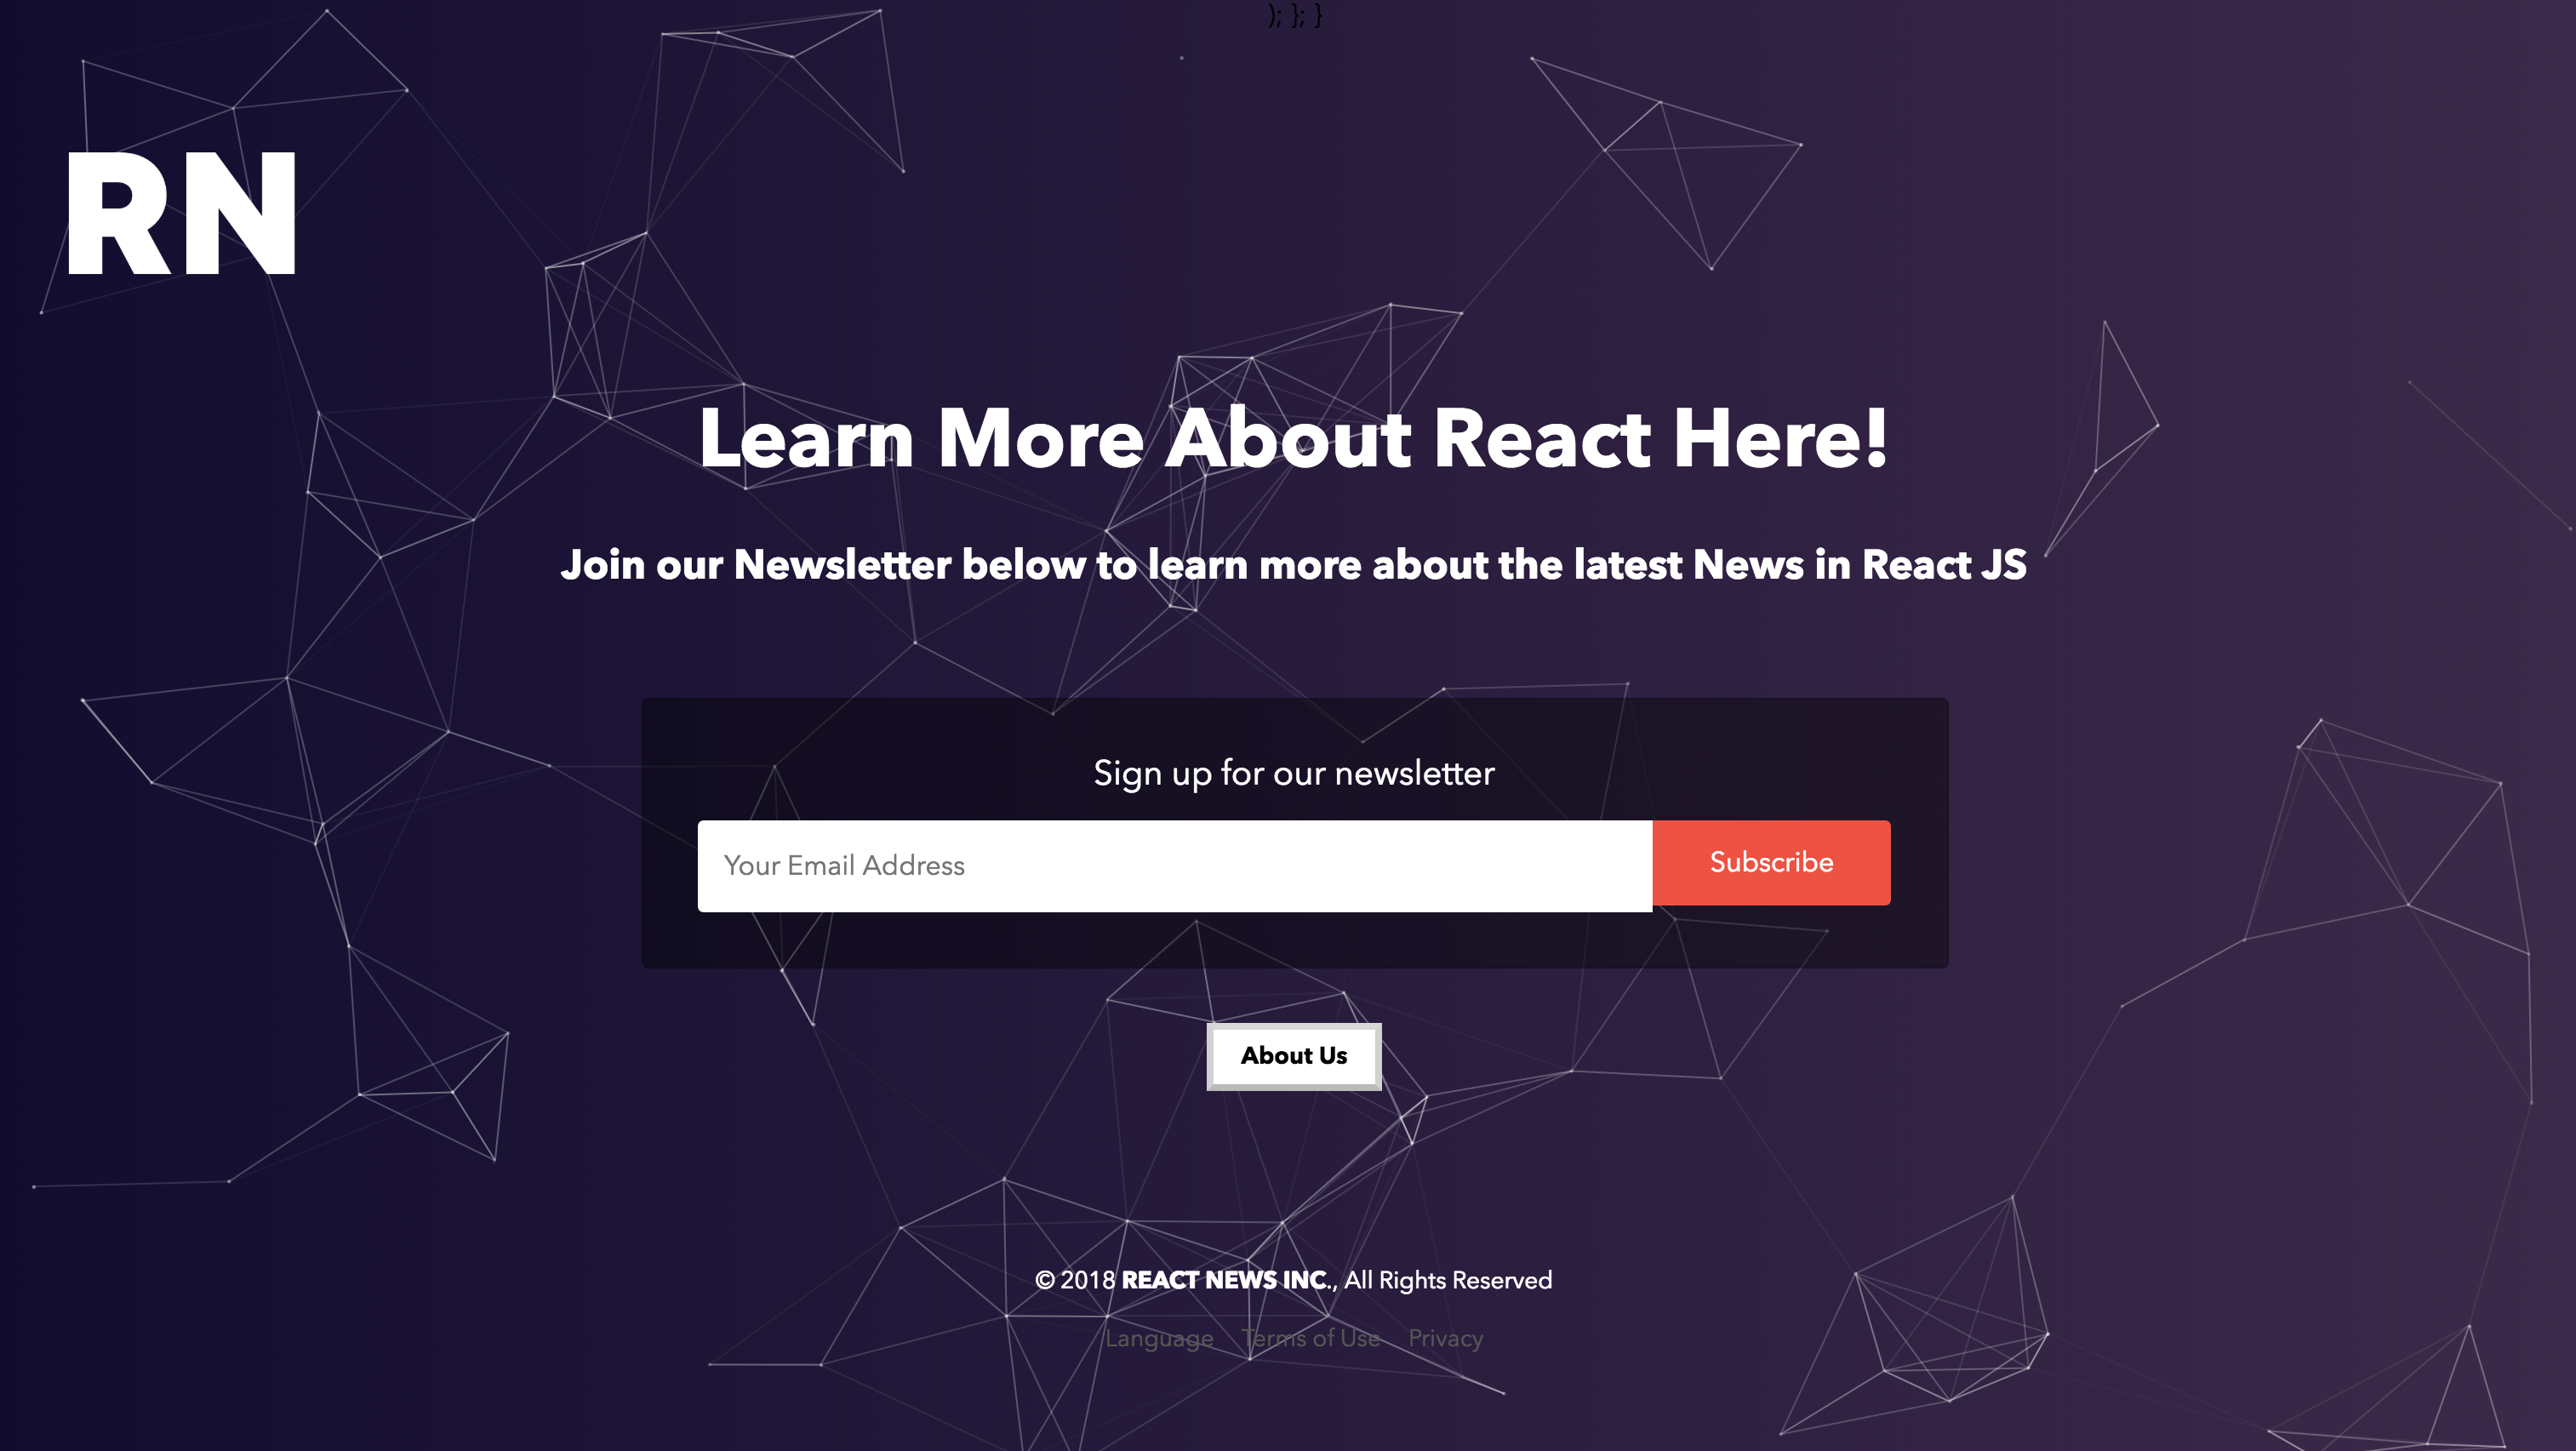 ); }; }
RN
Learn More About React Here!
Join our Newsletter below to learn more about the latest News in React JS
Sign up for our newsletter
Your Email Address
Subscribe
About Us
© 2018 REACT NEWS INC., All Rights Reserved
Language Terms of Use Privacy